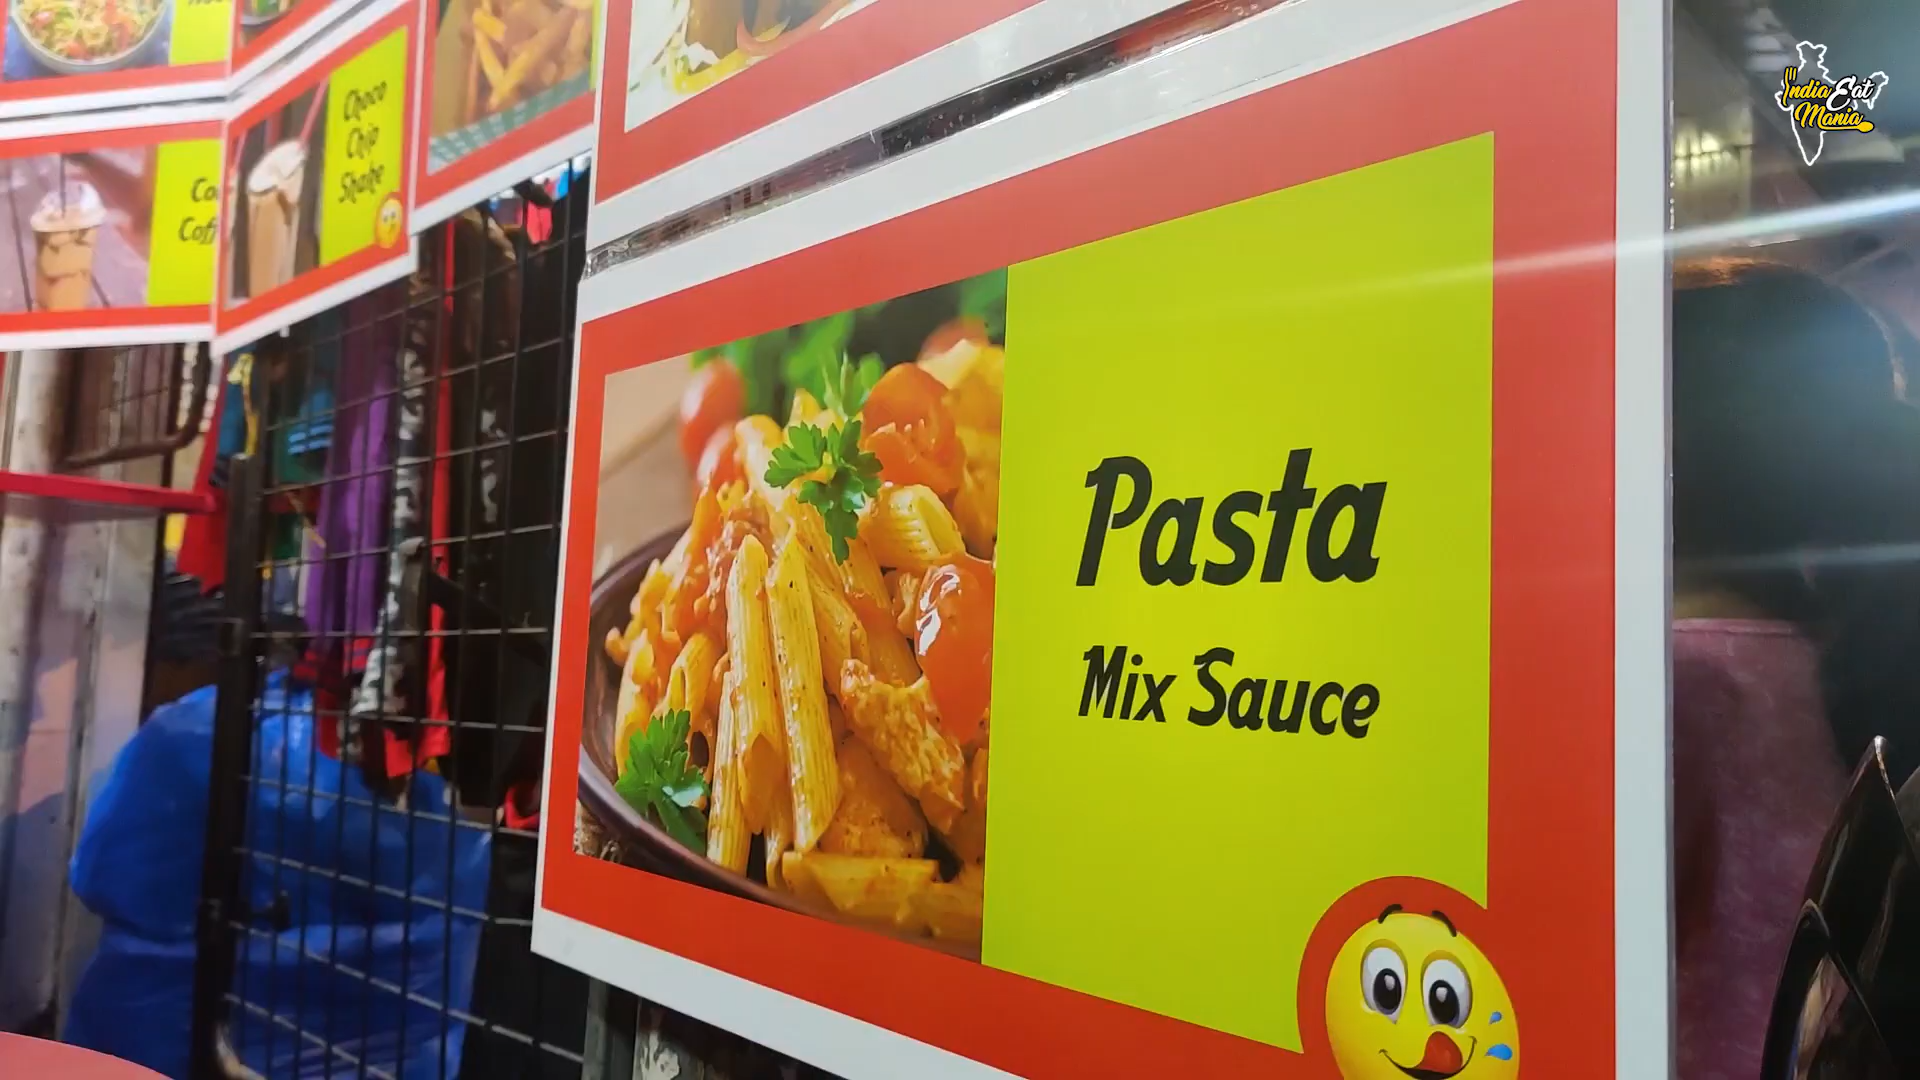 Choco
Chip
Shake
Pasta
Mix Sauce
India Eat
Mania